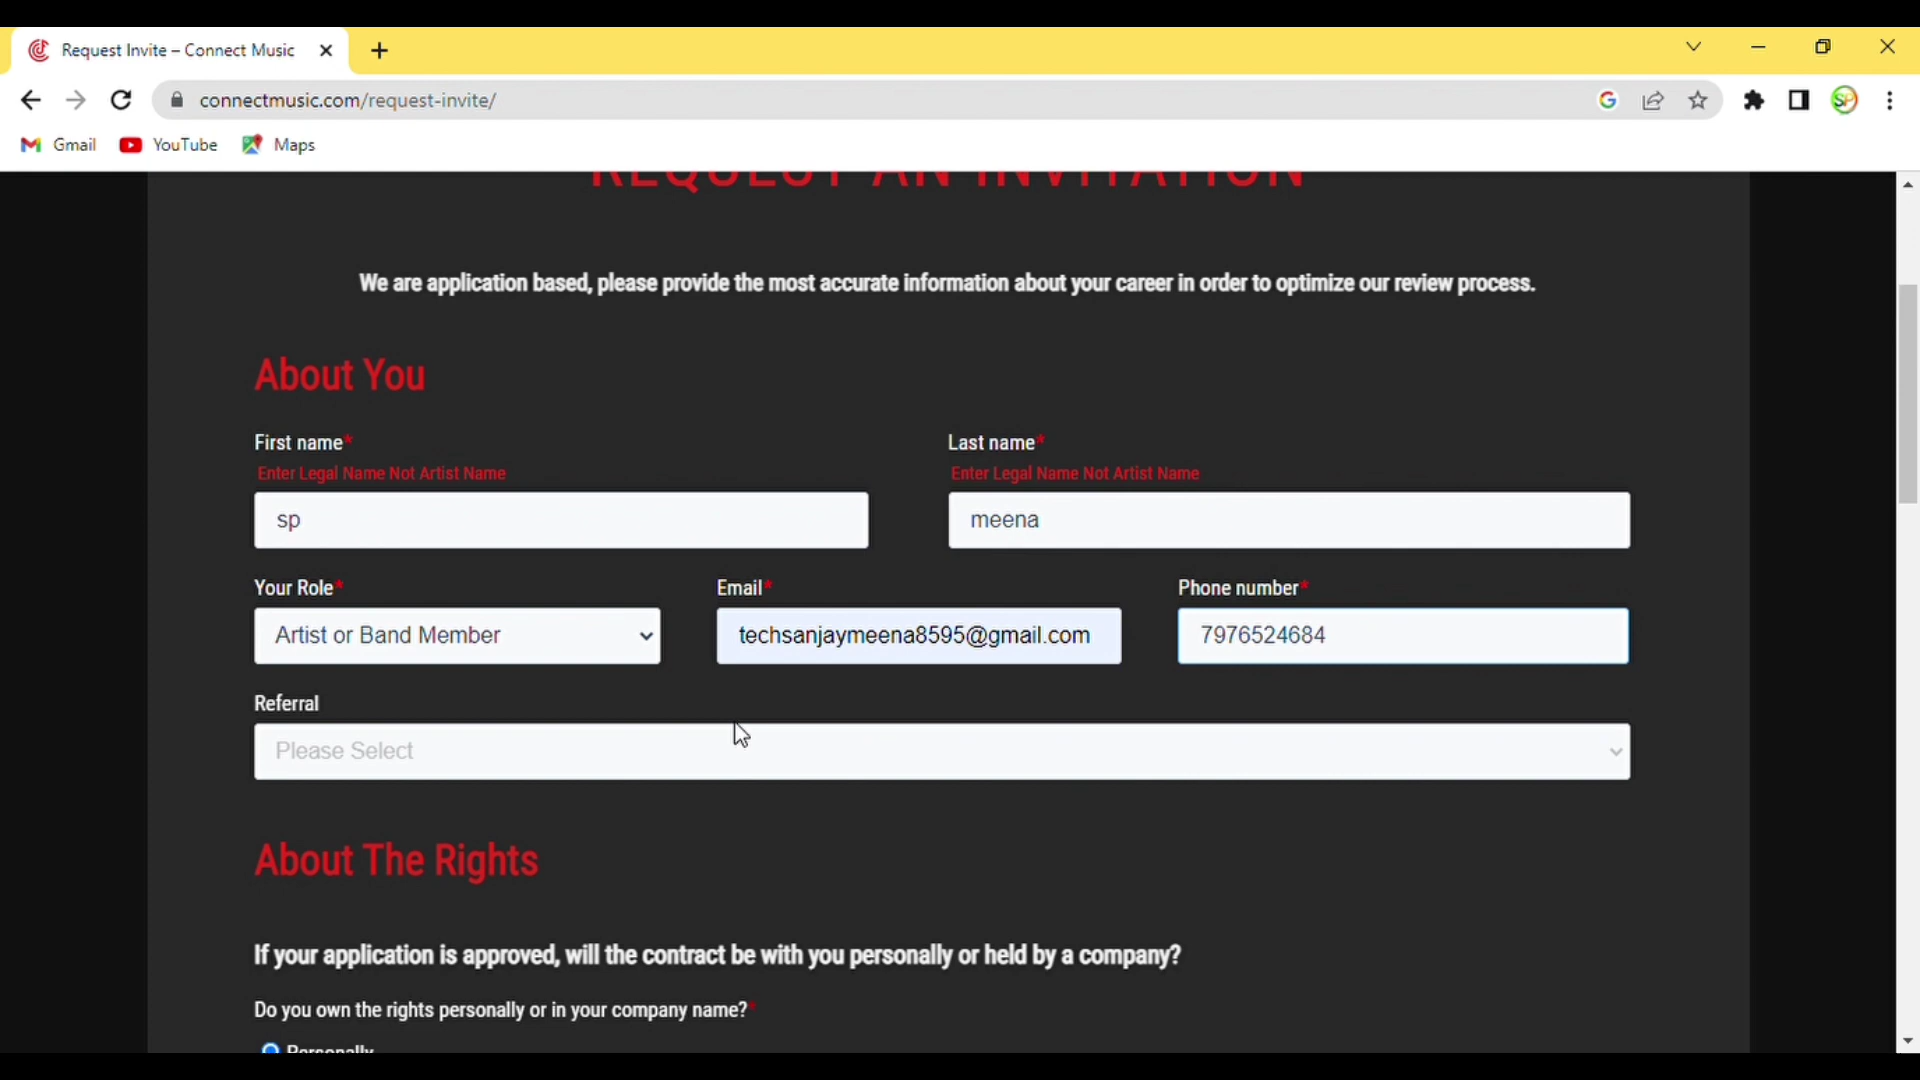 Request Invite – Connect Music
connectmusic.com/request-invite/
Gmail YouTube Maps
REQUEST AN INVITATION
We are application based, please provide the most accurate information about your career in order to optimize our review process.
About You
First name* Last name*
Enter Legal Name Not Artist Name Enter Legal Name Not Artist Name
sp meena
Your Role* Email* Phone number*
Artist or Band Member techsanjaymeena8595@gmail.com 7976524684
Referral
Please Select
About The Rights
If your application is approved, will the contract be with you personally or held by a company?
Do you own the rights personally or in your company name?*
Personally